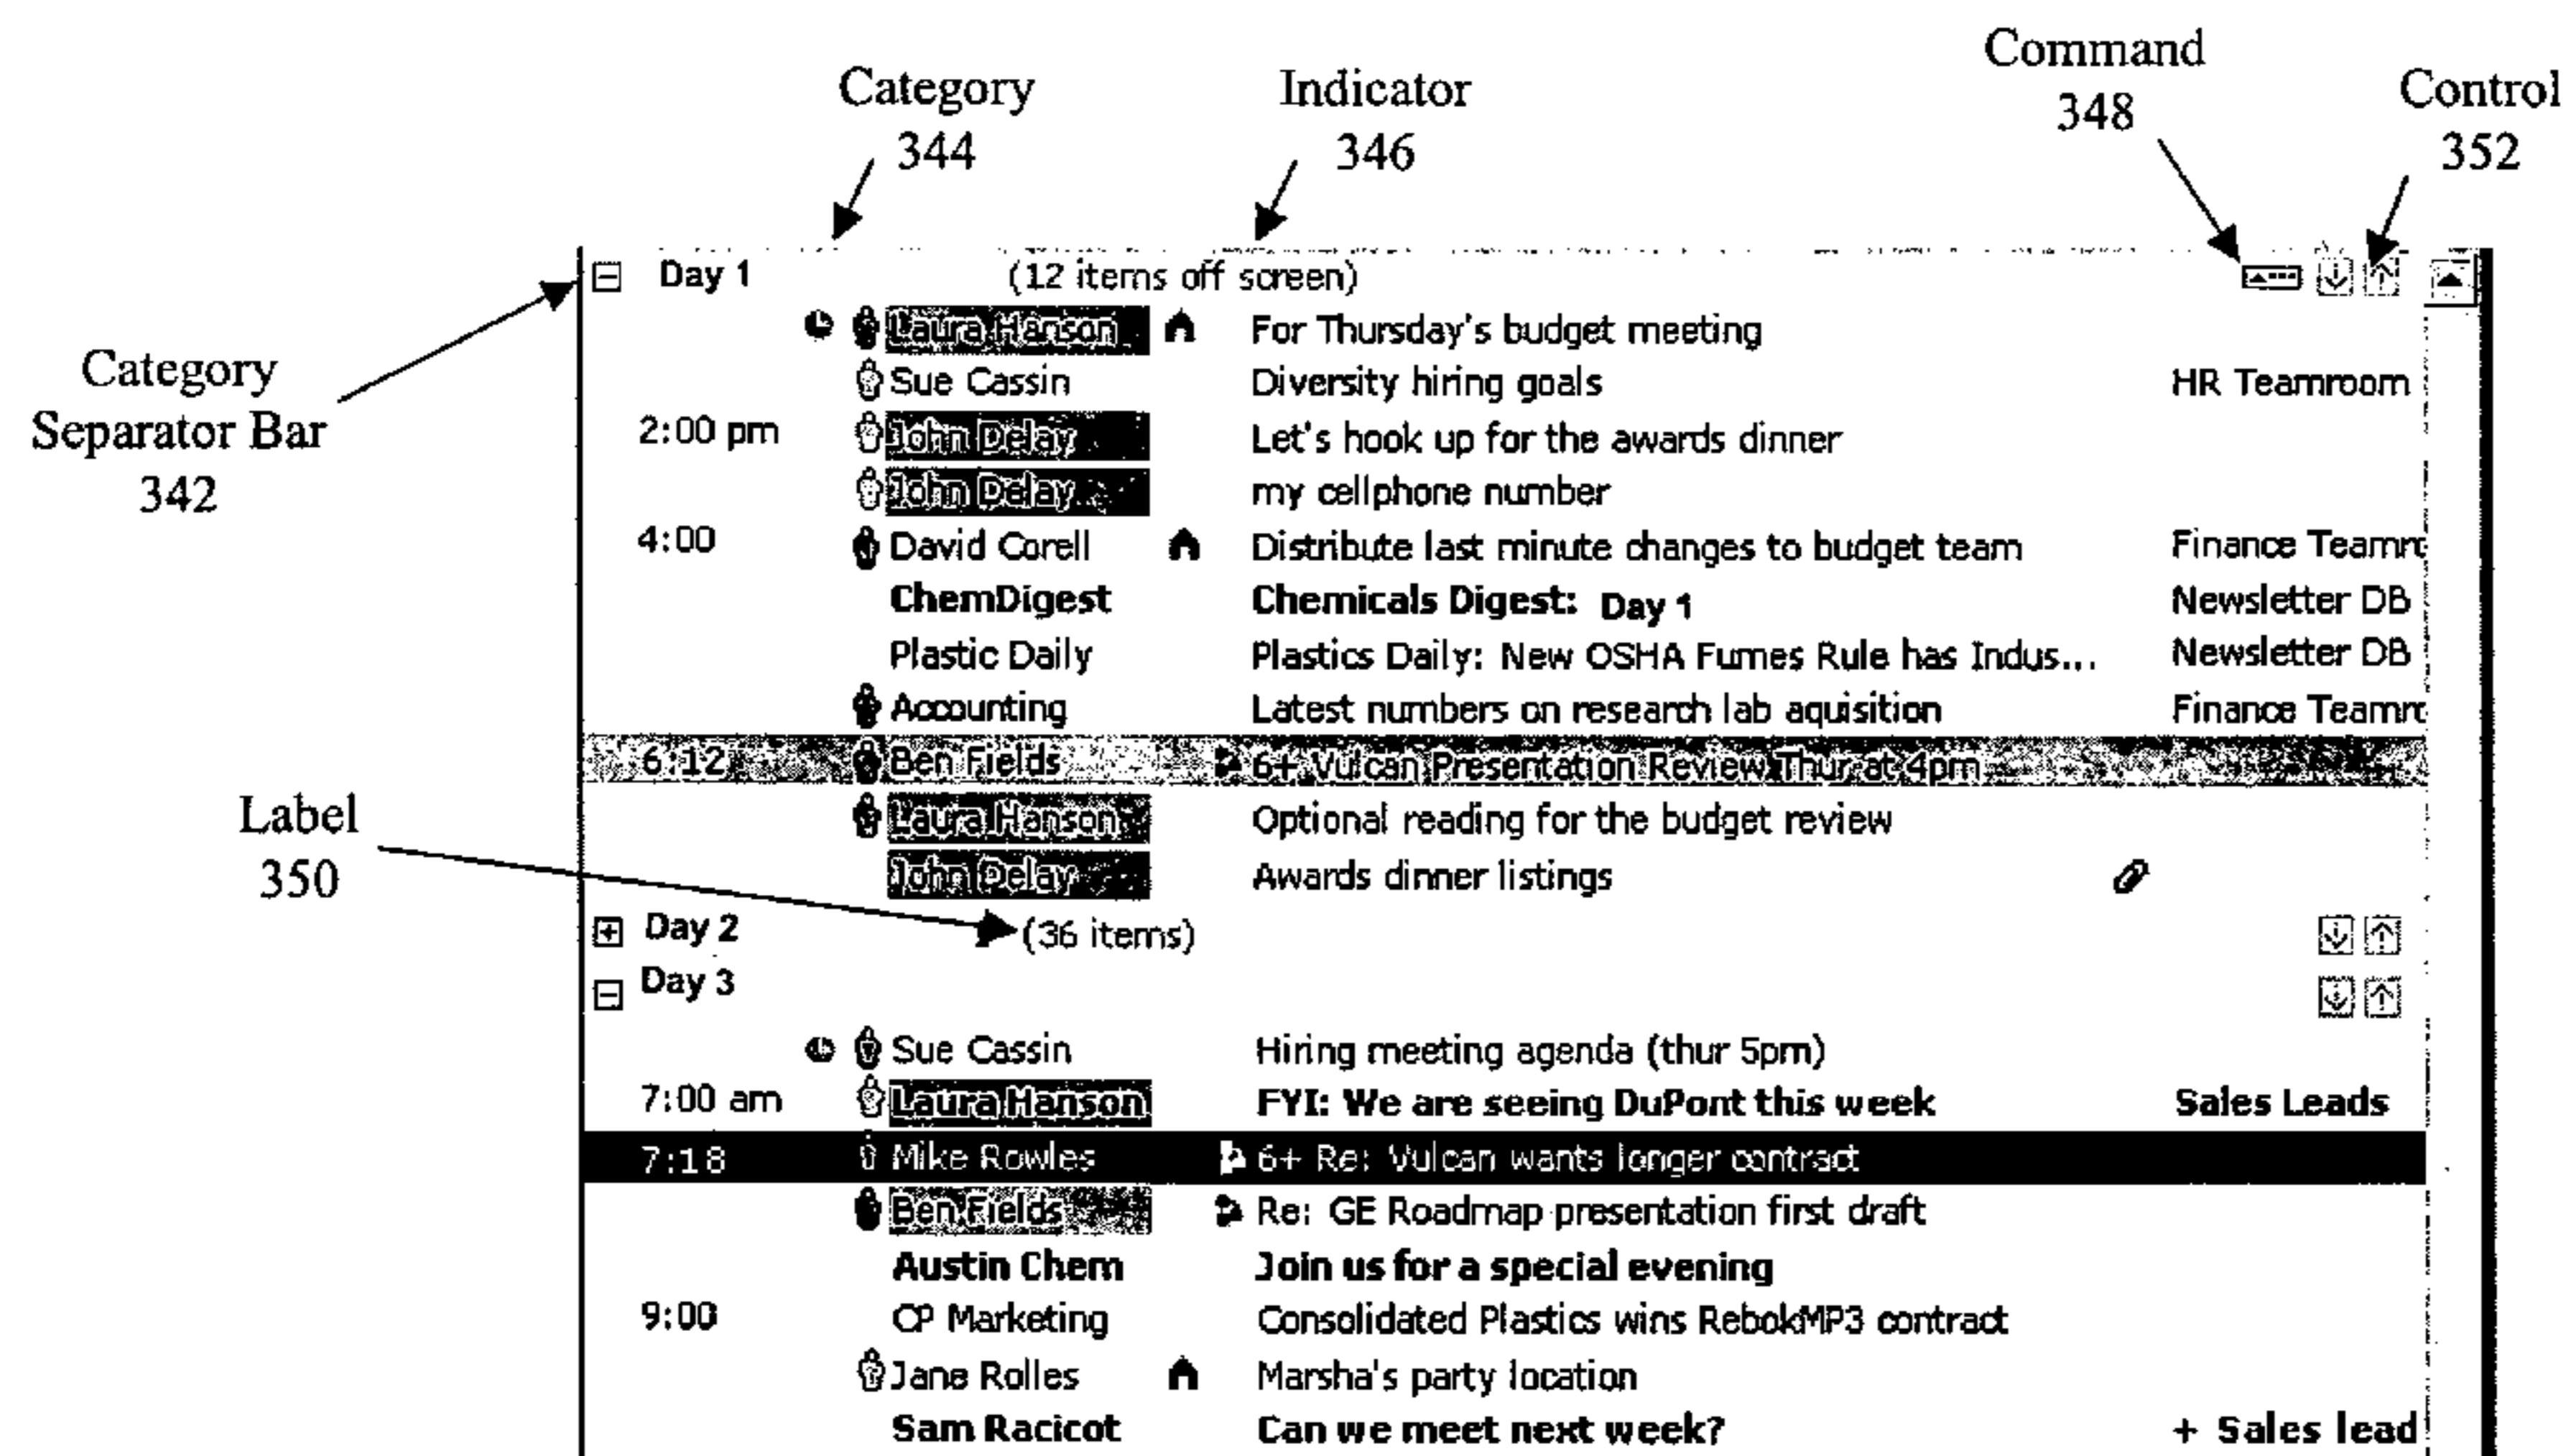 Command
348
Control
352
Category
344
Indicator
346
Category
Separator Bar
342
Label
350
Day 1 (12 items off screen)
Laura Hanson For Thursday's budget meeting
Sue Cassin Diversity hiring goals HR Teamroom
2:00 pm John Delay Let's hook up for the awards dinner
John Delay my cellphone number
4:00 David Corell Distribute last minute changes to budget team Finance Teamr
ChemDigest Chemicals Digest: Day 1 Newsletter DB
Plastic Daily Plastics Daily: New OSHA Fumes Rule has Indus... Newsletter DB
Accounting Latest numbers on research lab aquisition Finance Teamr
6:12 Ben Fields 6+ Vulcan Presentation Review Thur at 4pm
Laura Hanson Optional reading for the budget review
John Delay Awards dinner listings
Day 2 (36 items)
Day 3
Sue Cassin Hiring meeting agenda (thur 5pm)
7:00 am Laura Hanson FYI: We are seeing DuPont this week Sales Leads
7:18 Mike Rowles 6+ Re: Vulcan wants longer contract
Ben Fields Re: GE Roadmap presentation first draft
Austin Chem Join us for a special evening
9:00 CP Marketing Consolidated Plastics wins RebokMP3 contract
Jane Rolles Marsha's party location
Sam Racicot Can we meet next week? + Sales lead